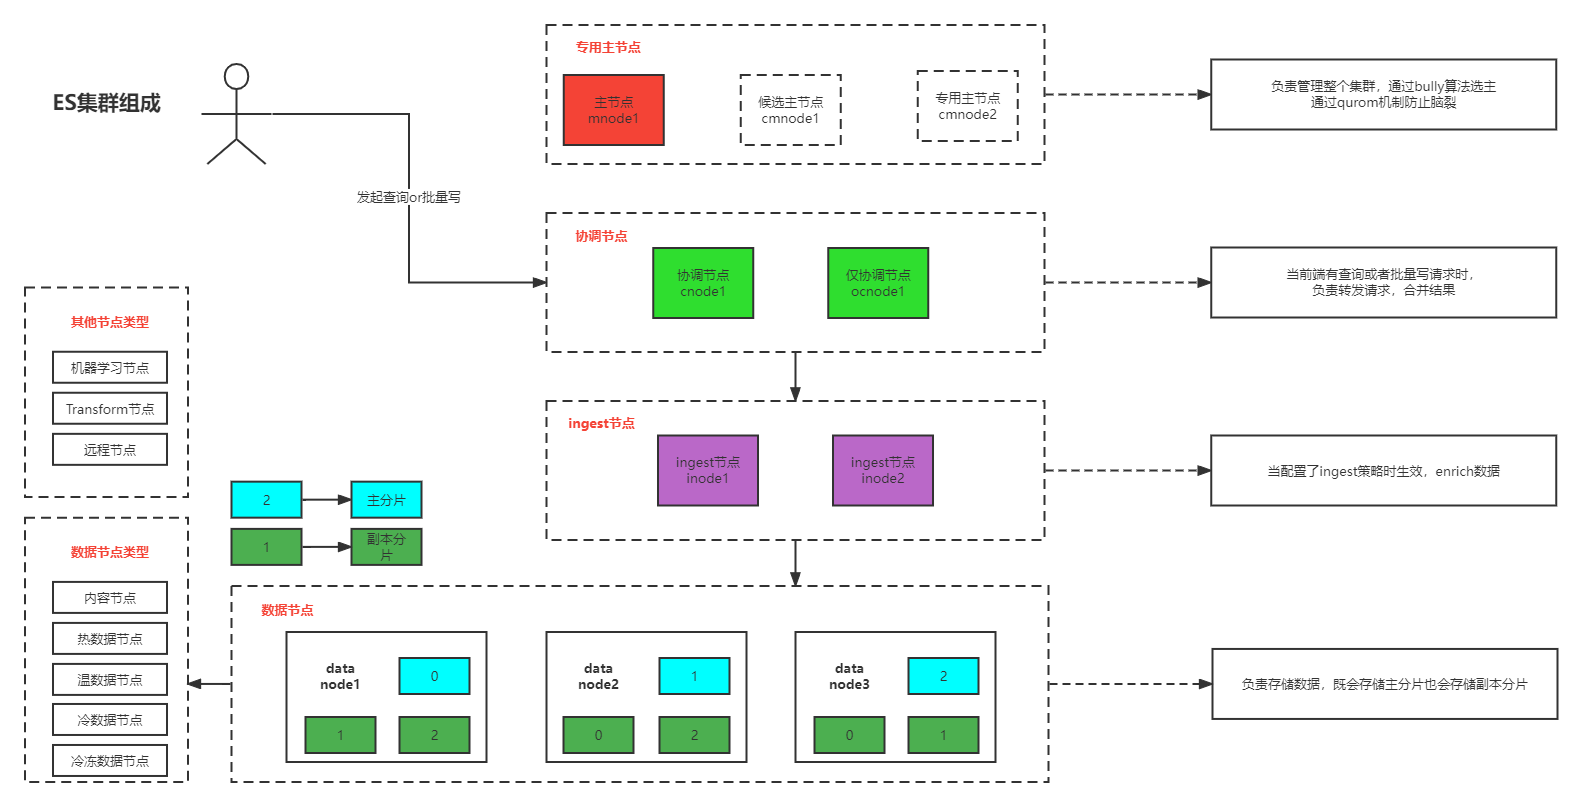 ES集群组成
专用主节点
主节点
mnode1
候选主节点
cmnode1
专用主节点
cmnode2
负责管理整个集群，通过bully算法选主
通过qurom机制防止脑裂
发起查询or批量写
协调节点
协调节点
cnode1
仅协调节点
ocnode1
当前端有查询或者批量写请求时，
负责转发请求，合并结果
其他节点类型
机器学习节点
Transform节点
远程节点
ingest节点
ingest节点
inode1
ingest节点
inode2
当配置了ingest策略时生效，enrich数据
2
主分片
1
副本分
片
数据节点类型
内容节点
热数据节点
温数据节点
冷数据节点
冷冻数据节点
数据节点
data
node1
0
1
2
data
node2
1
0
2
data
node3
2
0
1
负责存储数据，既会存储主分片也会存储副本分片